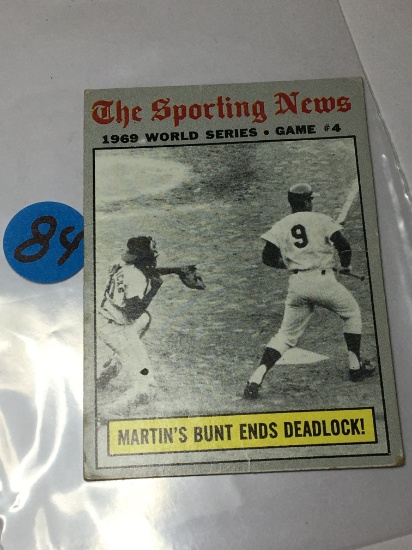 The Sporting News
1969 WORLD SERIES • GAME #4
84
9
MARTIN'S BUNT ENDS DEADLOCK!